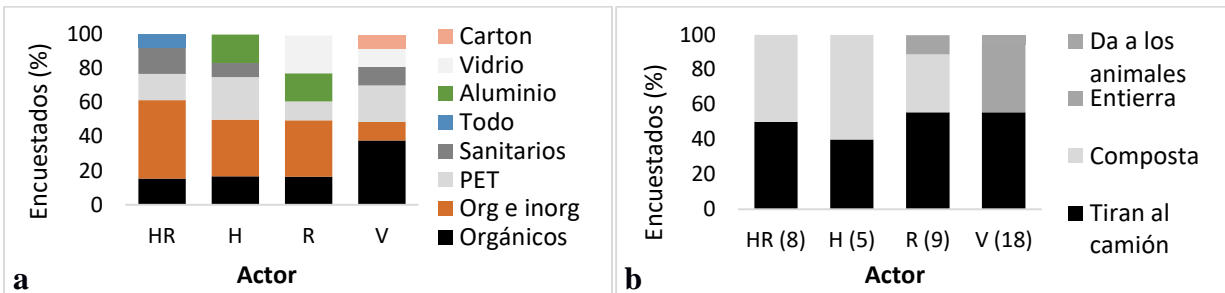 Encuestados (%)
100
80
60
40
20
0
HR H R V
Actor
Carton
Vidrio
Aluminio
Todo
Sanitarios
PET
Org e inorg
Orgánicos
a
Encuestados (%)
100
80
60
40
20
0
HR (8) H (5) R (9) V (18)
Actor
Da a los
animales
Entierra
Composta
Tiran al
camión
b